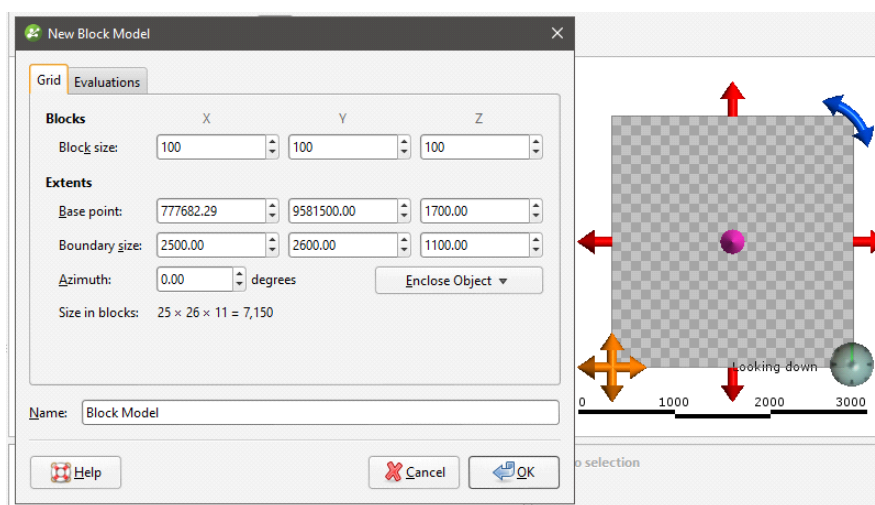 New Block Model
Grid Evaluations
Blocks X Y Z
Block size: 100 100 100
Extents
Base point: 777682.29 9581500.00 1700.00
Boundary size: 2500.00 2600.00 1100.00
Azimuth: 0.00 degrees Enclose Object
Size in blocks: 25 × 26 × 11 = 7,150
Name: Block Model
Help Cancel OK
Looking down
0 1000 2000 3000
o selection